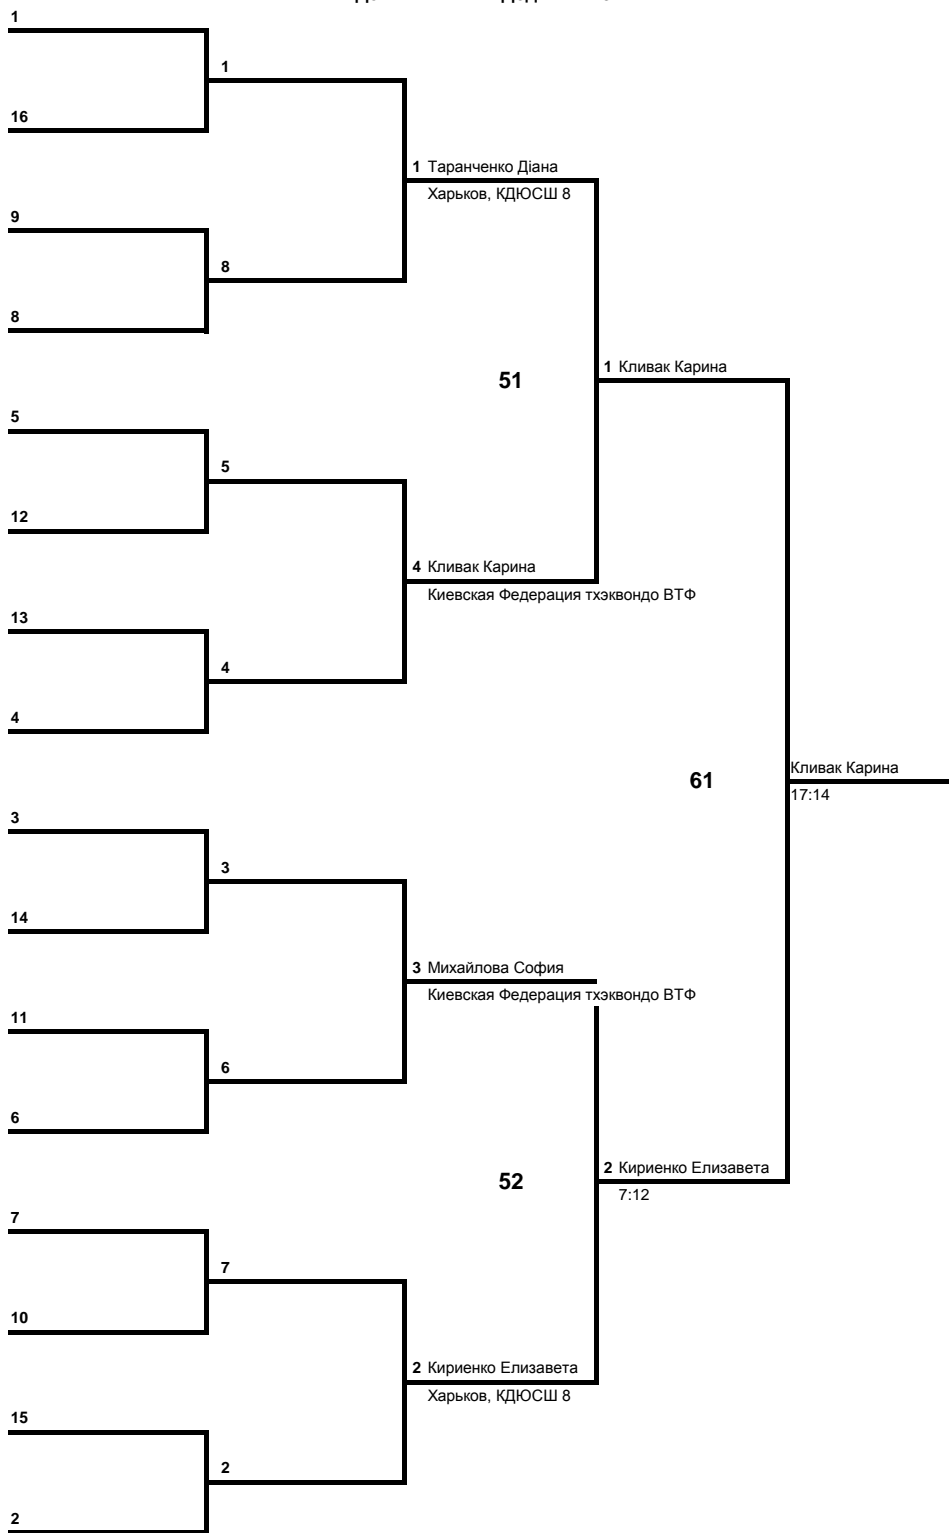 1
1
16
1 Таранченко Діана
Харьков, КДЮСШ 8
9
8
8
51
1 Кливак Карина
5
5
12
4 Кливак Карина
Киевская Федерация тхэквондо ВТФ
13
4
4
61
Кливак Карина
17:14
3
3
14
3 Михайлова София
Киевская Федерация тхэквондо ВТФ
11
6
6
52
2 Кириенко Елизавета
7:12
7
7
10
2 Кириенко Елизавета
Харьков, КДЮСШ 8
15
2
2